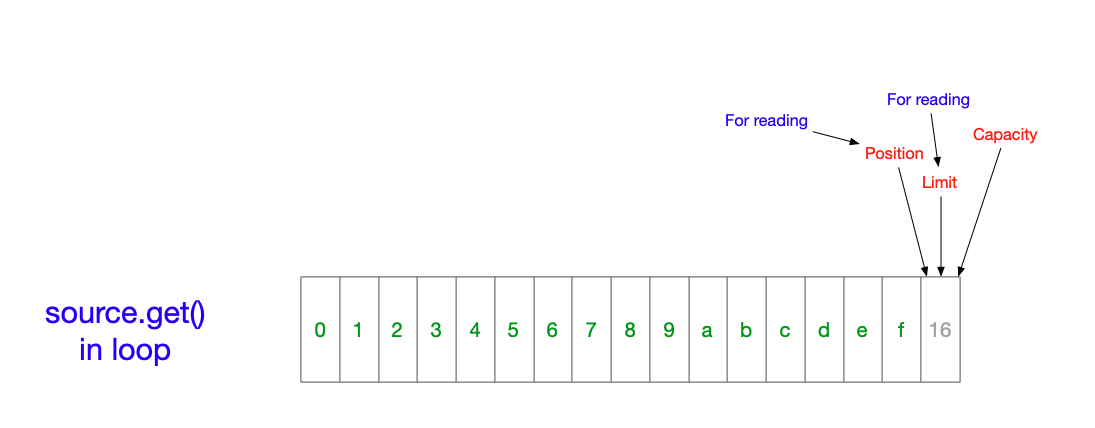 For reading
For reading
Capacity
Position
Limit
source.get()
in loop
0 1 2 3 4 5 6 7 8 9 a b c d e f 16